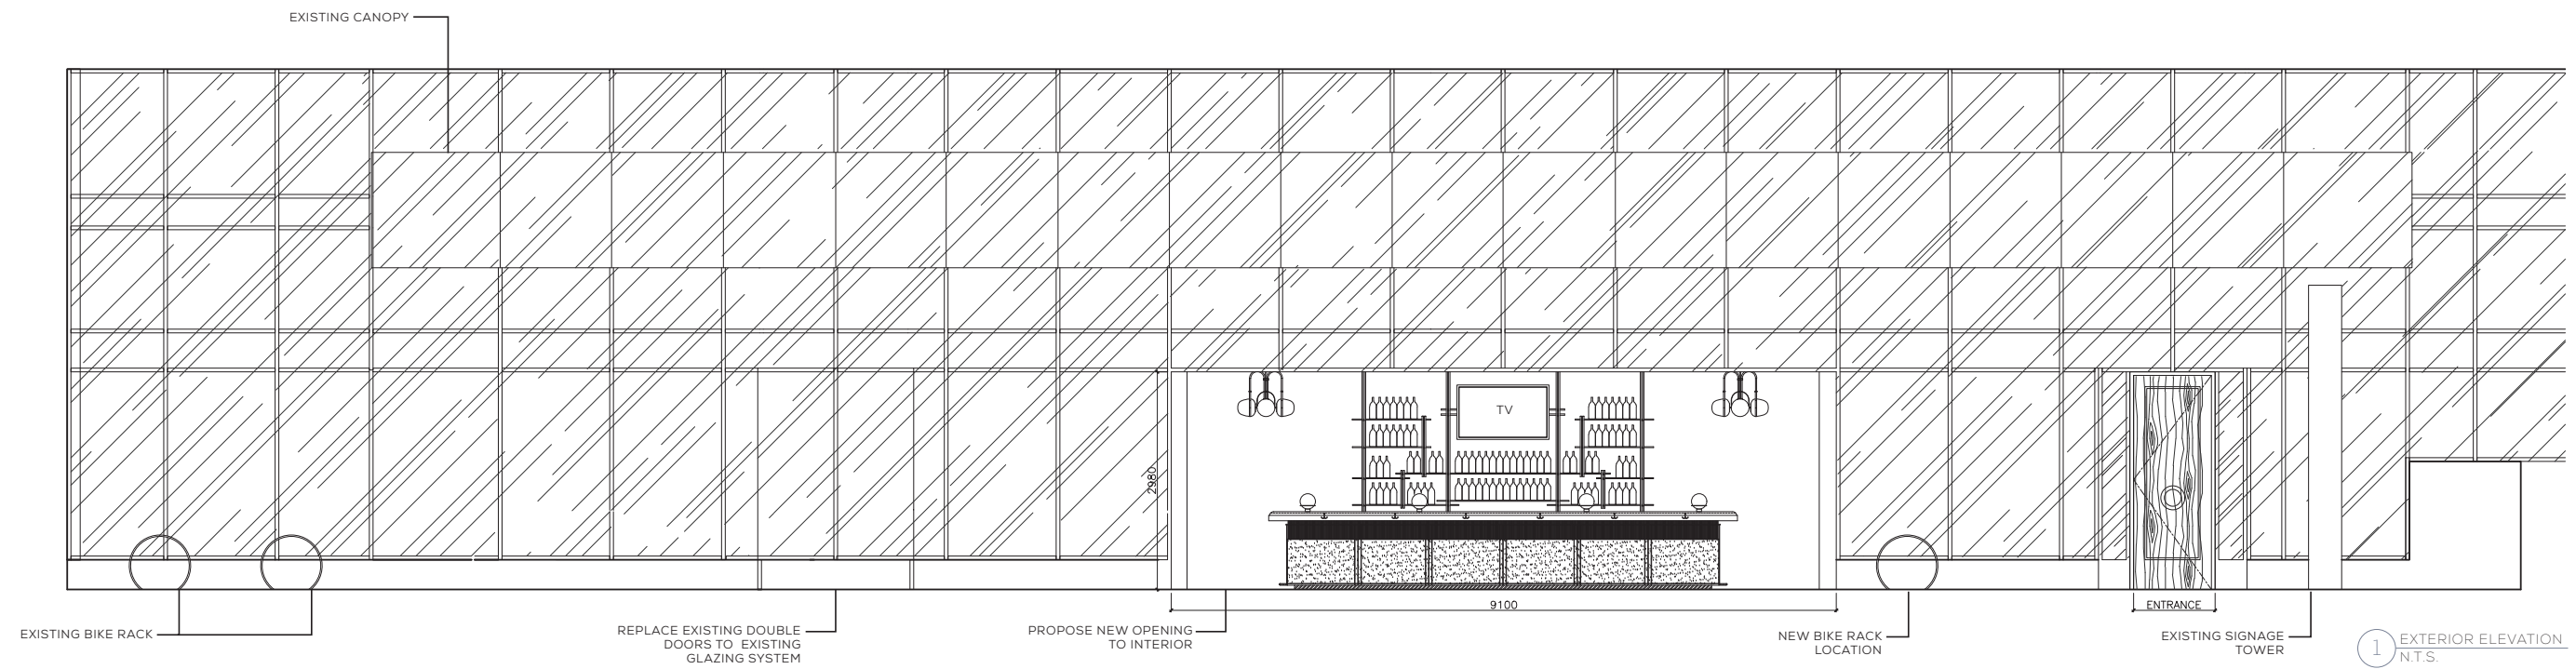 EXISTING CANOPY
TV
2980
9100
ENTRANCE
EXISTING BIKE RACK
REPLACE EXISTING DOUBLE
DOORS TO EXISTING
GLAZING SYSTEM
PROPOSE NEW OPENING
TO INTERIOR
NEW BIKE RACK
LOCATION
EXISTING SIGNAGE
TOWER
1
EXTERIOR ELEVATION
N.T.S.